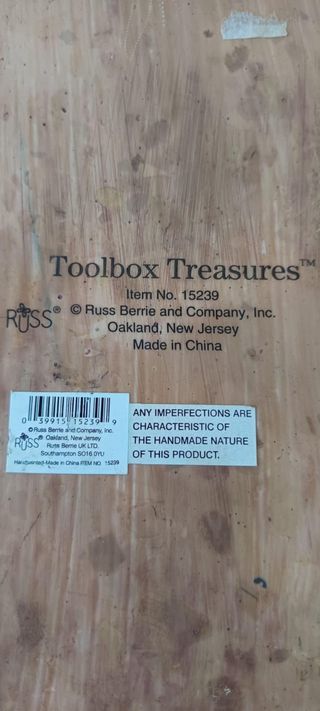 Toolbox Treasures™
Item No. 15239
RUSS® © Russ Berrie and Company, Inc.
Oakland, New Jersey
Made in China
0 39915 15239 9
© Russ Berrie and Company, Inc.
RUSS® Oakland, New Jersey
Russ Berrie UK LTD.
Southampton SO16 0YU
Handpainted-Made in China ITEM NO. 15239
ANY IMPERFECTIONS ARE
CHARACTERISTIC OF
THE HANDMADE NATURE
OF THIS PRODUCT.